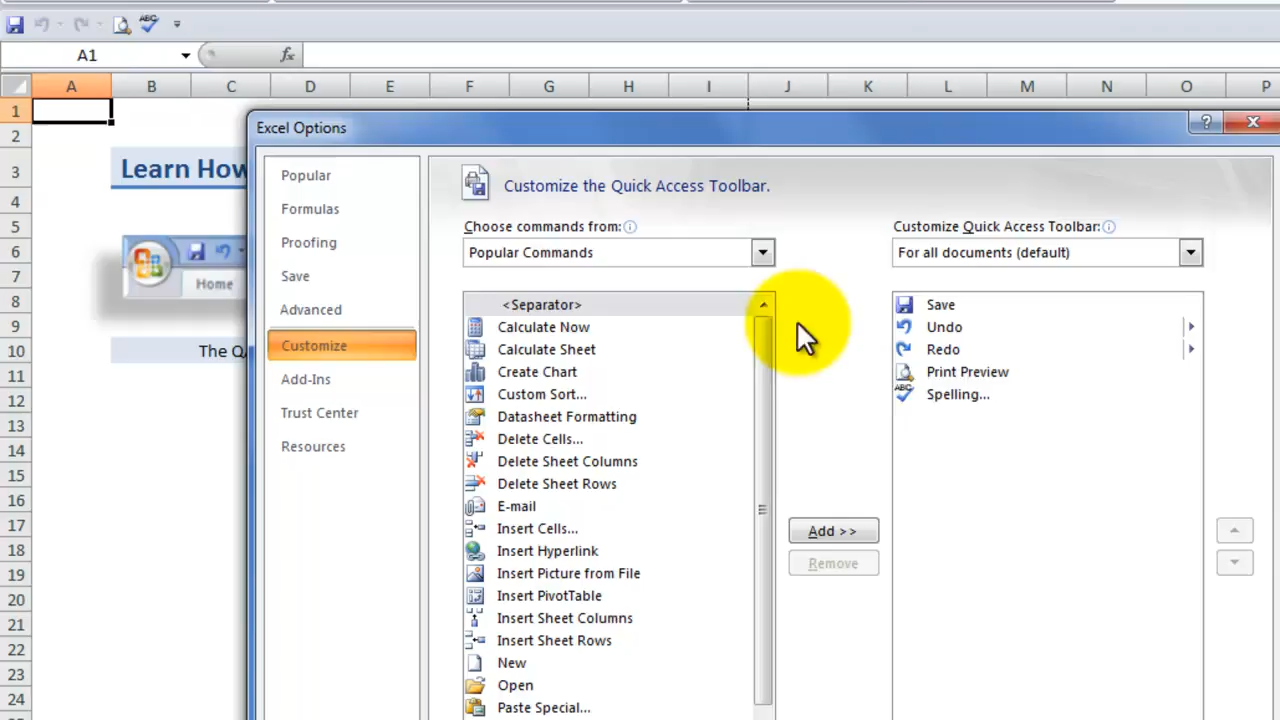 ABC
A1
fx
A B C D E F G H I J K L M N O P
1
2
3
4
5
6
7
8
9
10
11
12
13
14
15
16
17
18
19
20
21
22
23
24
Learn How
Home
The
Excel Options
?
Popular
Formulas
Proofing
Save
Advanced
Customize
Add-Ins
Trust Center
Resources
Customize the Quick Access Toolbar.
Choose commands from:
Popular Commands
<Separator>
Calculate Now
Calculate Sheet
Create Chart
Custom Sort...
Datasheet Formatting
Delete Cells...
Delete Sheet Columns
Delete Sheet Rows
E-mail
Insert Cells...
Insert Hyperlink
Insert Picture from File
Insert PivotTable
Insert Sheet Columns
Insert Sheet Rows
New
Open
Paste Special...
Add >>
Remove
Customize Quick Access Toolbar:
For all documents (default)
Save
Undo
Redo
Print Preview
ABC
Spelling...